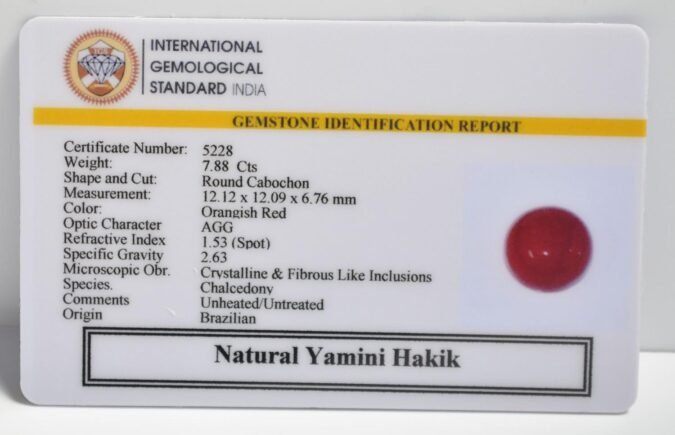 INTERNATIONAL
GEMOLOGICAL
STANDARD INDIA
GEMSTONE IDENTIFICATION REPORT
Certificate Number: 5228
Weight: 7.88 Cts
Shape and Cut: Round Cabochon
Measurement: 12.12 x 12.09 x 6.76 mm
Color: Orangish Red
Optic Character AGG
Refractive Index 1.53 (Spot)
Specific Gravity 2.63
Microscopic Obr. Crystalline & Fibrous Like Inclusions
Species. Chalcedony
Comments Unheated/Untreated
Origin Brazilian
Natural Yamini Hakik